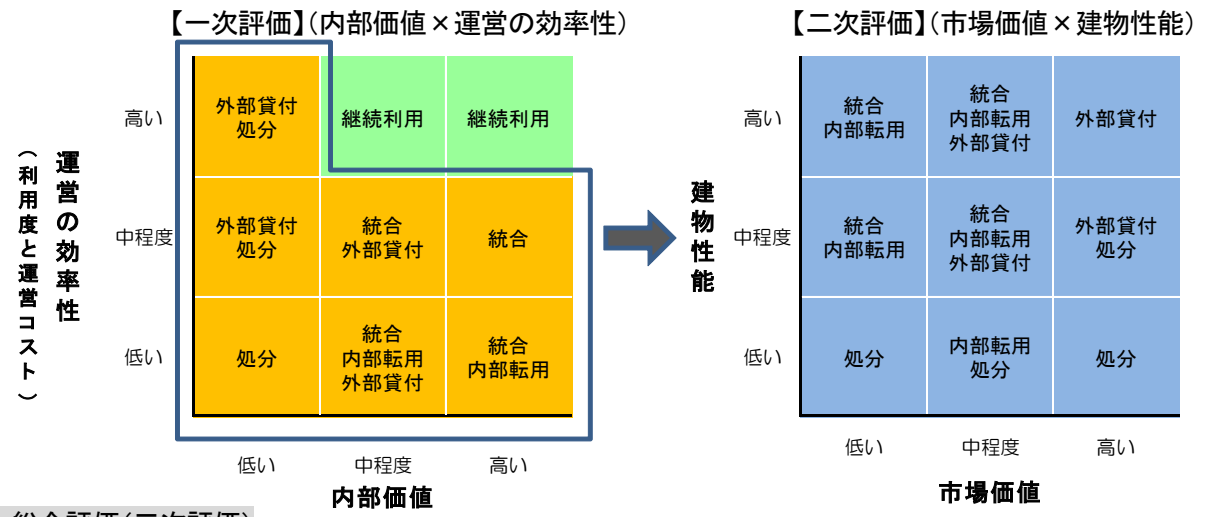 【一次評価】(内部価値×運営の効率性)
運営の効率性
(利用度と運営コスト)
高い
外部貸付
処分
継続利用
継続利用
中程度
外部貸付
処分
統合
外部貸付
統合
低い
処分
統合
内部転用
外部貸付
統合
内部転用
低い
中程度
高い
内部価値
【二次評価】(市場価値×建物性能)
建物性能
高い
統合
内部転用
統合
内部転用
外部貸付
外部貸付
中程度
統合
内部転用
統合
内部転用
外部貸付
外部貸付
処分
低い
処分
内部転用
処分
処分
低い
中程度
高い
市場価値